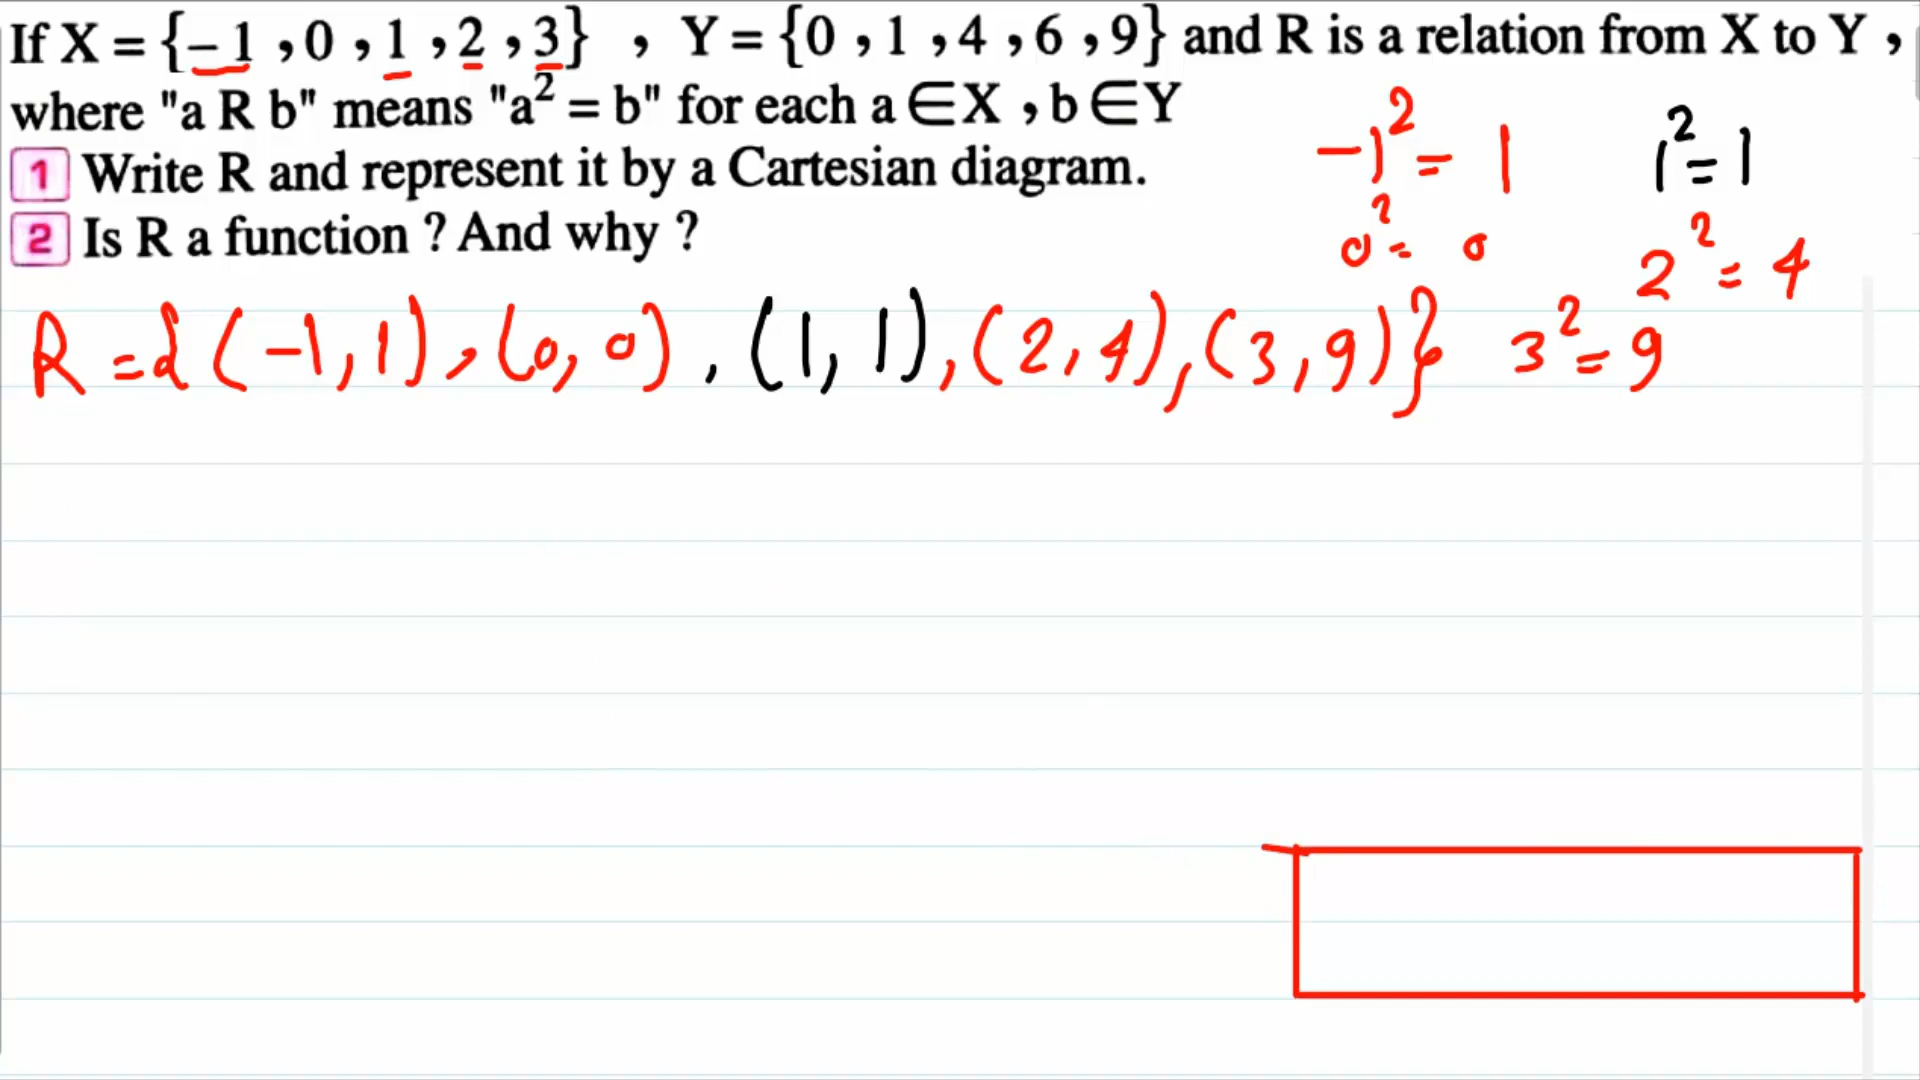 If X = {–1 , 0 , 1 , 2 , 3} , Y = {0 , 1 , 4 , 6 , 9} and R is a relation from X to Y ,
where "a R b" means "a² = b" for each a ∈ X , b ∈ Y
1 Write R and represent it by a Cartesian diagram.
2 Is R a function ? And why ?
-1² = 1
1² = 1
0² = 0
2² = 4
R = {(-1, 1), (0, 0), (1, 1), (2, 4), (3, 9)}
3² = 9